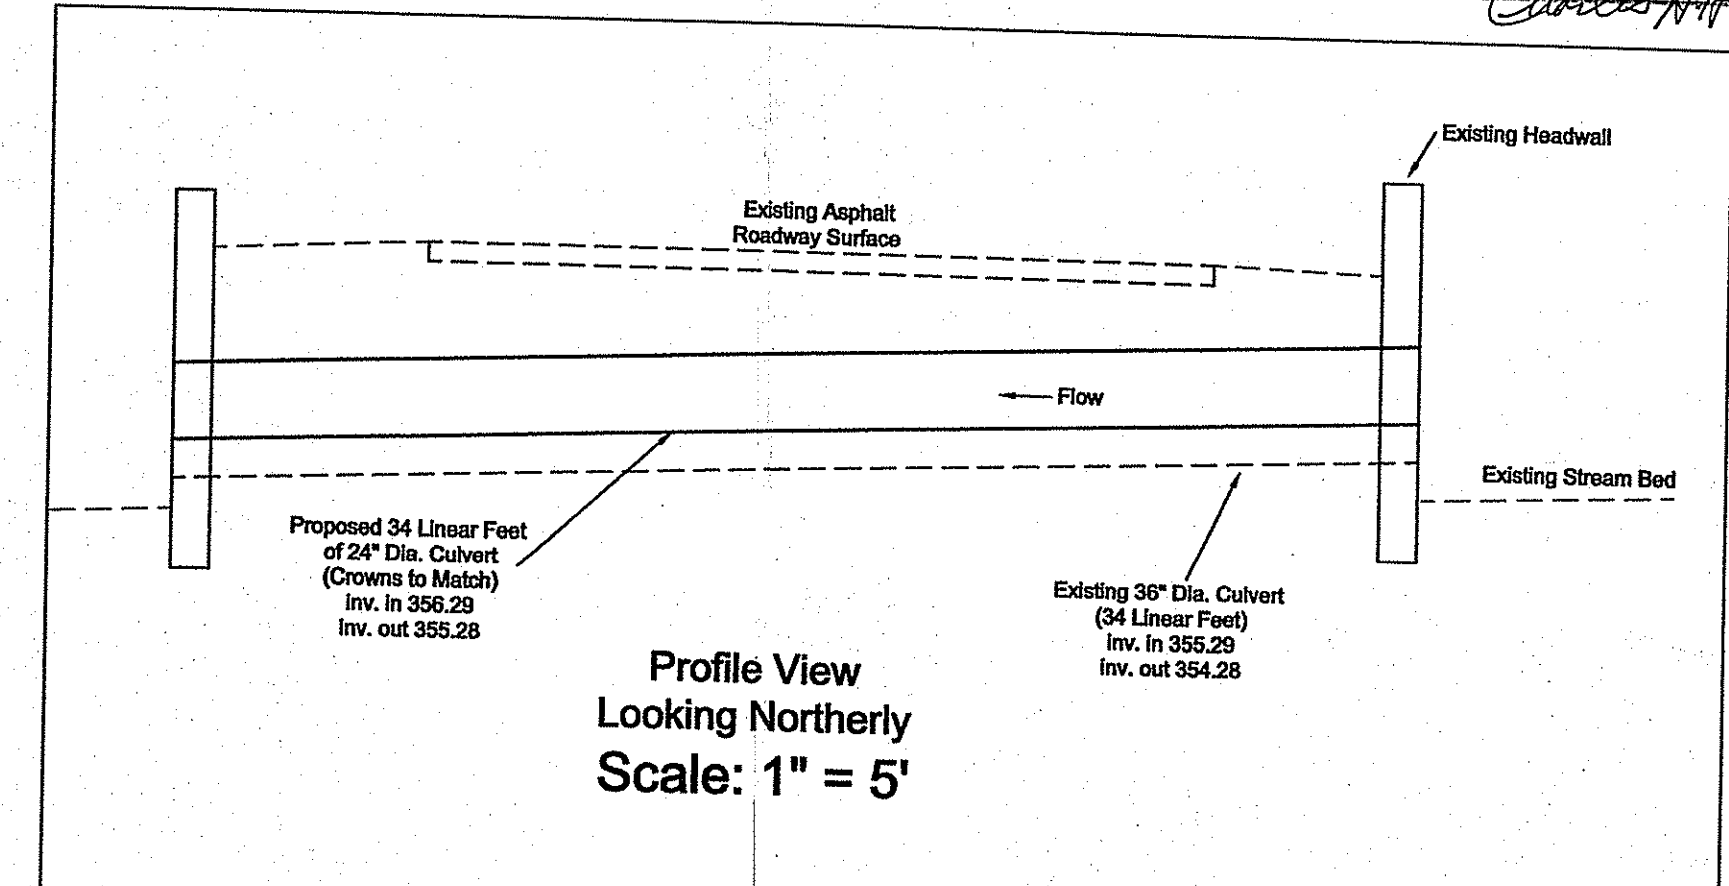 Existing Headwall
Existing Asphalt
Roadway Surface
Flow
Existing Stream Bed
Proposed 34 Linear Feet
of 24" Dia. Culvert
(Crowns to Match)
Inv. in 356.29
Inv. out 355.28
Existing 36" Dia. Culvert
(34 Linear Feet)
Inv. in 355.29
Inv. out 354.28
Profile View
Looking Northerly
Scale: 1" = 5'